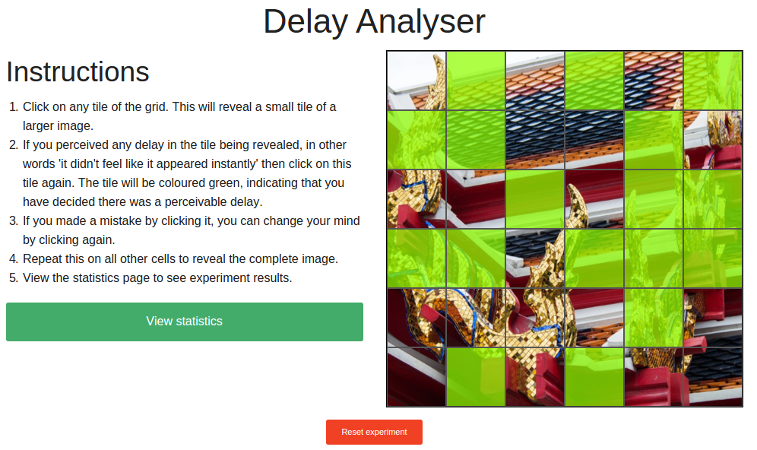 Delay Analyser
Instructions
1. Click on any tile of the grid. This will reveal a small tile of a
larger image.
2. If you perceived any delay in the tile being revealed, in other
words 'it didn't feel like it appeared instantly' then click on this
tile again. The tile will be coloured green, indicating that you
have decided there was a perceivable delay.
3. If you made a mistake by clicking it, you can change your mind
by clicking again.
4. Repeat this on all other cells to reveal the complete image.
5. View the statistics page to see experiment results.
View statistics
Reset experiment